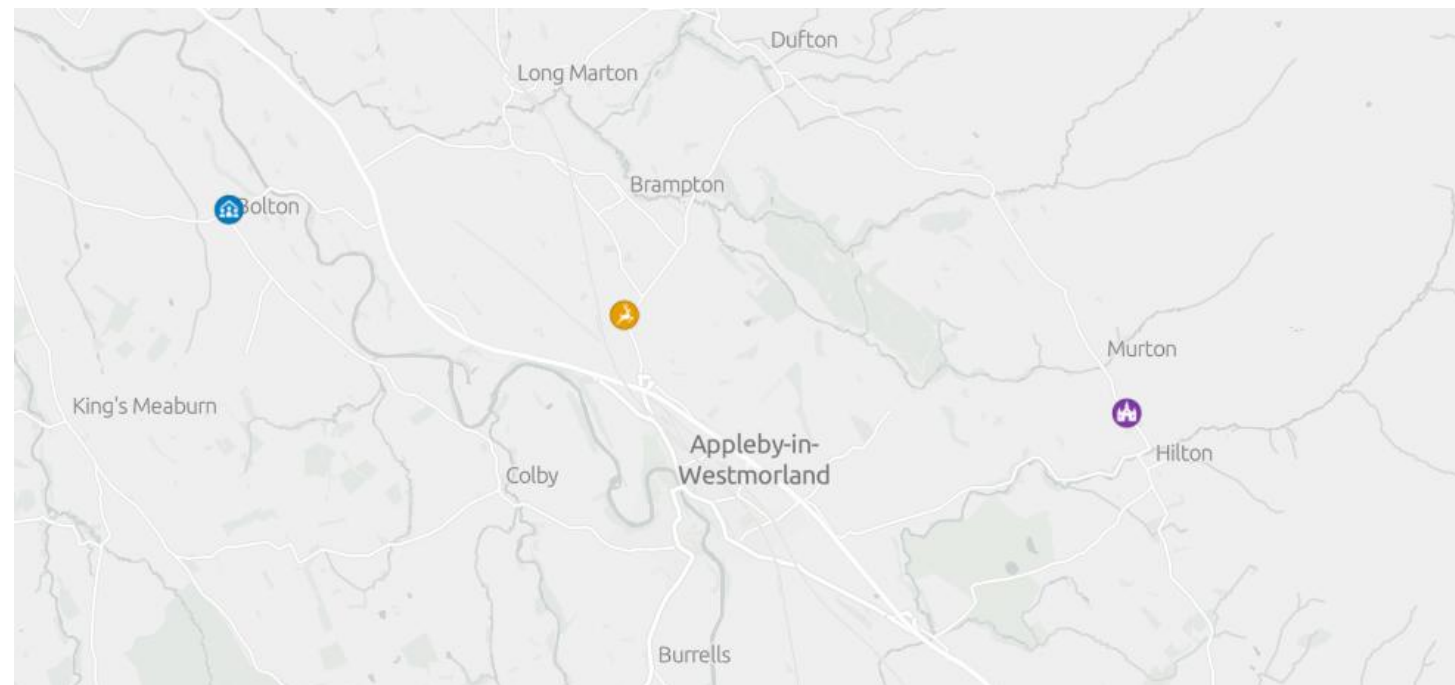 Dufton
Long Marton
Brampton
Bolton
Murton
King's Meaburn
Appleby-in-
Westmorland
Hilton
Colby
Burrells